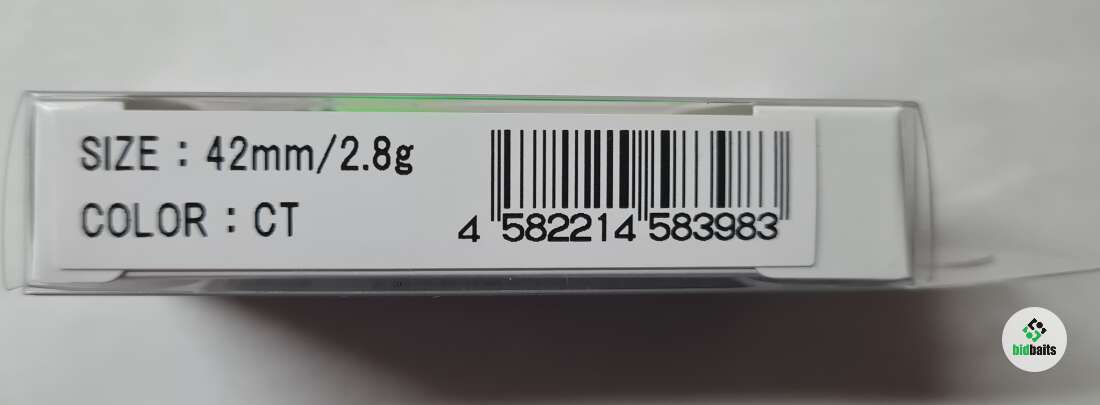 SIZE : 42mm/2.8g
COLOR : CT
4 582214 583983
bidbaits